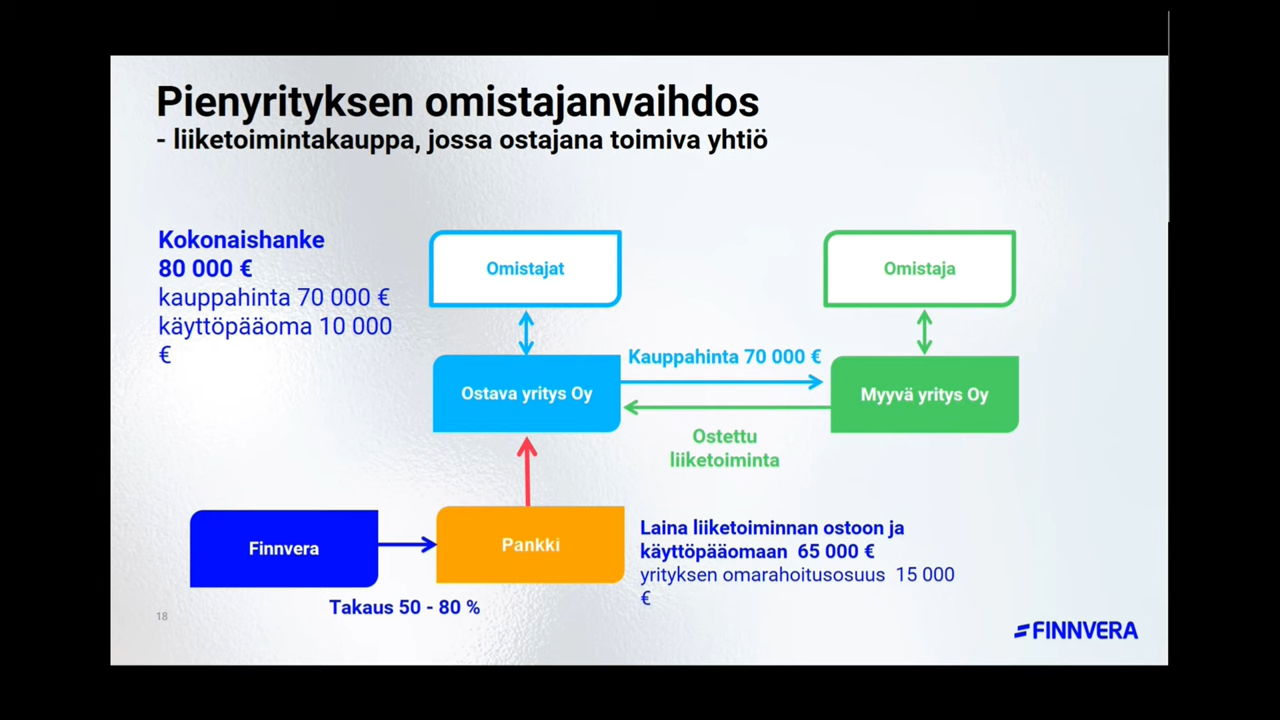 Pienyrityksen omistajanvaihdos
- liiketoimintakauppa, jossa ostajana toimiva yhtiö
Kokonaishanke
80 000 €
kauppahinta 70 000 €
käyttöpääoma 10 000
€
Omistajat
Omistaja
Kauppahinta 70 000 €
Ostava yritys Oy
Myyvä yritys Oy
Ostettu
liiketoiminta
Finnvera
Pankki
Laina liiketoiminnan ostoon ja
käyttöpääomaan 65 000 €
yrityksen omarahoitusosuus 15 000
€
Takaus 50 - 80 %
18
FINNVERA